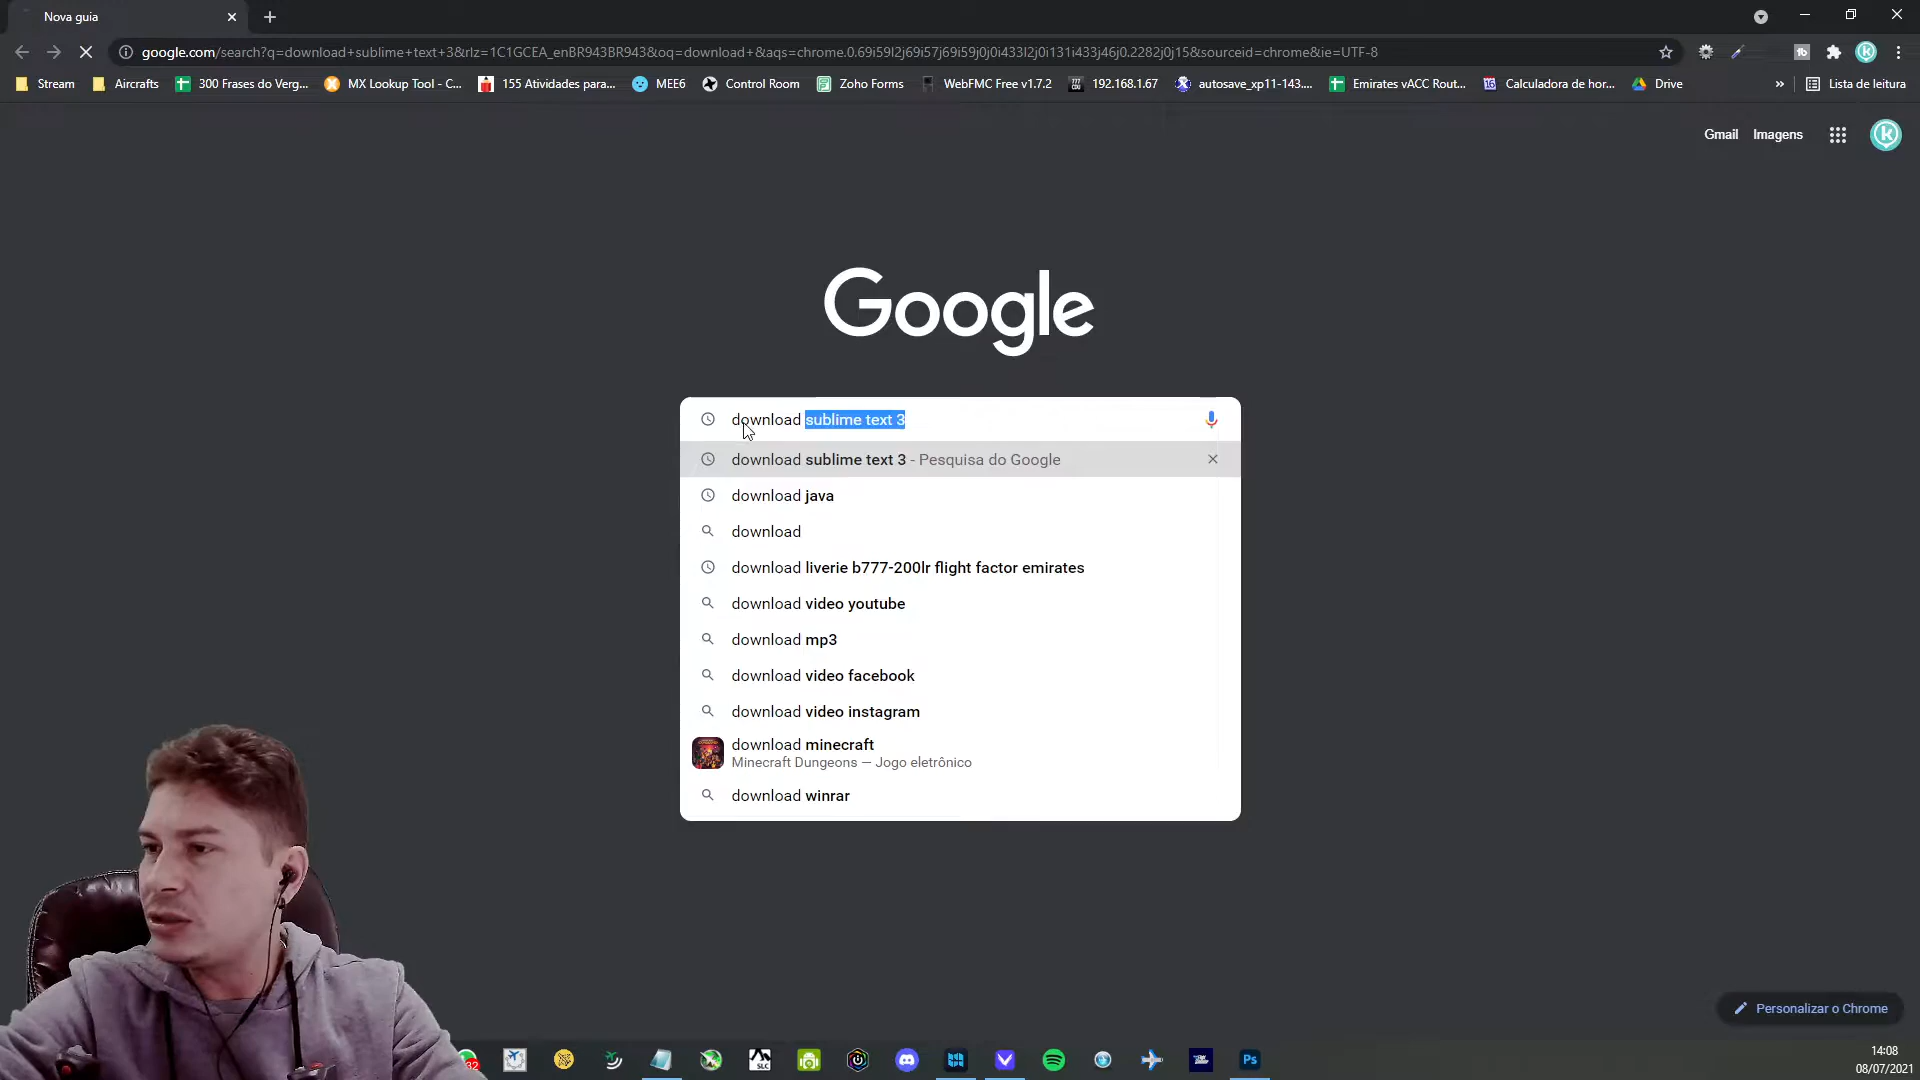 Nova guia
google.com/search?q=download+sublime+text+3&rlz=1C1GCEA_enBR943BR943&oq=download+&aqs=chrome.0.69i59l2j69i57j69i59j0j0i433l2j0i131i433j46j0.2282j0j15&sourceid=chrome&ie=UTF-8
Stream Aircrafts 300 Frases do Verg... MX Lookup Tool - C... 155 Atividades para... MEE6 Control Room Zoho Forms WebFMC Free v1.7.2 192.168.1.67 autosave_xp11-143.... Emirates vACC Rout... Calculadora de hor... Drive » Lista de leitura
Gmail Imagens
Google
download sublime text 3
download sublime text 3 - Pesquisa do Google
download java
download
download liverie b777-200lr flight factor emirates
download video youtube
download mp3
download video facebook
download video instagram
download minecraft
Minecraft Dungeons — Jogo eletrônico
download winrar
Personalizar o Chrome
32
SLC
Ps
14:08
08/07/2021